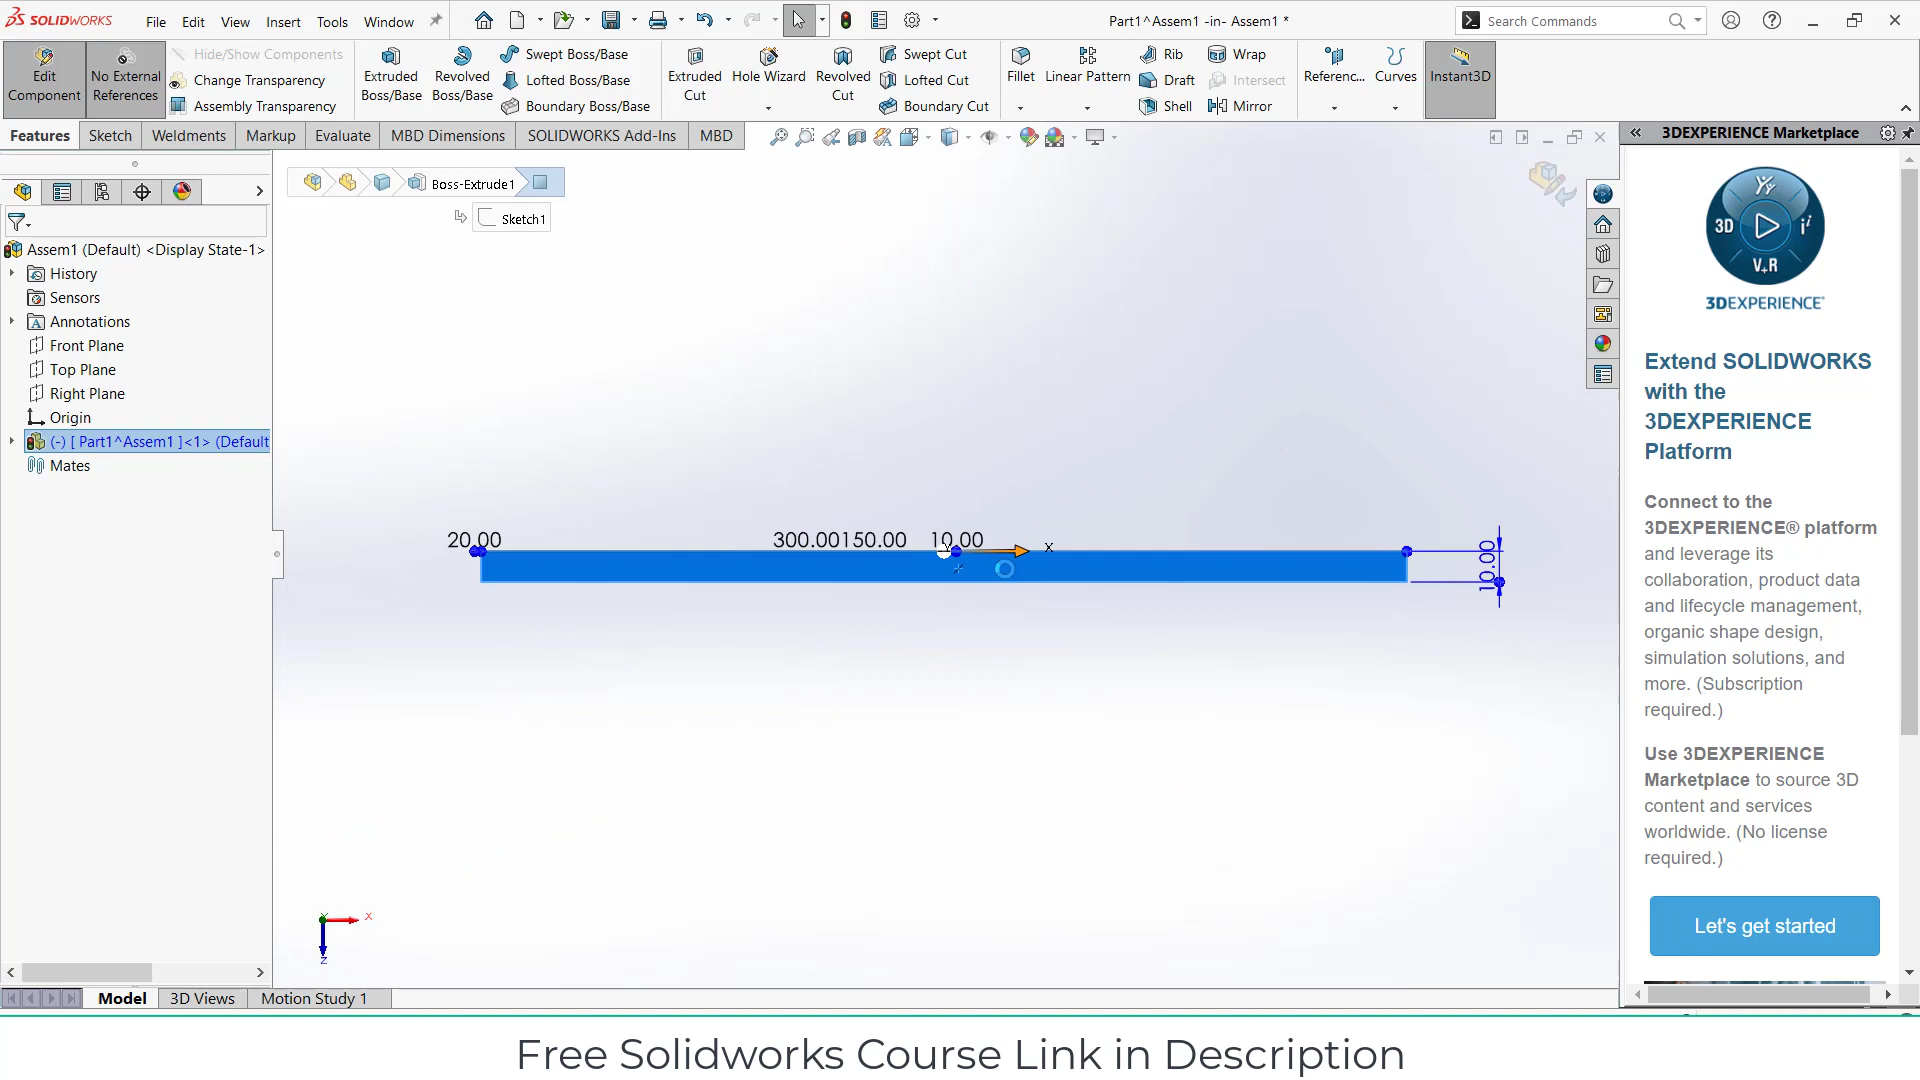 SOLIDWORKS
File Edit View Insert Tools Window
Part1^Assem1 -in- Assem1 *
Search Commands
Edit Component
No External References
Hide/Show Components
Change Transparency
Assembly Transparency
Extruded Boss/Base
Revolved Boss/Base
Swept Boss/Base
Lofted Boss/Base
Boundary Boss/Base
Extruded Cut
Hole Wizard
Revolved Cut
Swept Cut
Lofted Cut
Boundary Cut
Fillet
Linear Pattern
Rib
Draft
Shell
Wrap
Intersect
Mirror
Referenc...
Curves
Instant3D
Features Sketch Weldments Markup Evaluate MBD Dimensions SOLIDWORKS Add-Ins MBD
3DEXPERIENCE Marketplace
Boss-Extrude1
Sketch1
Assem1 (Default) <Display State-1>
History
Sensors
Annotations
Front Plane
Top Plane
Right Plane
Origin
(-) [ Part1^Assem1 ]<1> (Default
Mates
20.00 300.00150.00 10.00
Y
X
10.00
Y
X
Z
3D
V+R
3DEXPERIENCE
Extend SOLIDWORKS
with the
3DEXPERIENCE
Platform
Connect to the
3DEXPERIENCE® platform
and leverage its
collaboration, product data
and lifecycle management,
organic shape design,
simulation solutions, and
more. (Subscription
required.)
Use 3DEXPERIENCE
Marketplace to source 3D
content and services
worldwide. (No license
required.)
Let's get started
Model 3D Views Motion Study 1
Free Solidworks Course Link in Description